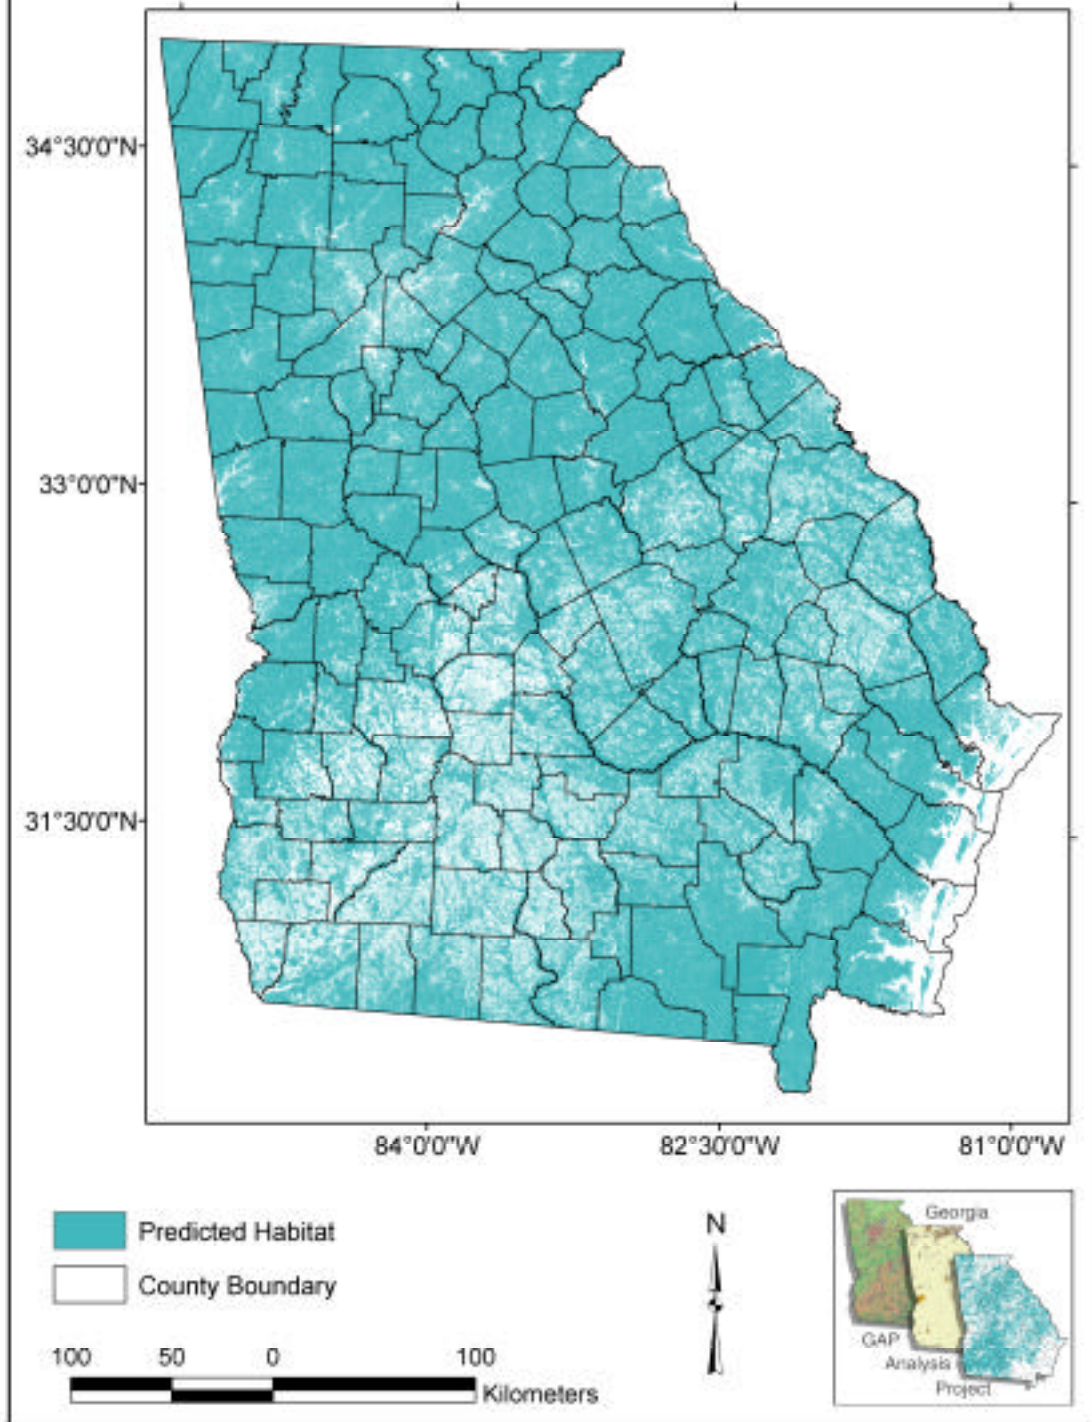 34°30'0"N
33°0'0"N
31°30'0"N
84°0'0"W 82°30'0"W 81°0'0"W
Predicted Habitat
County Boundary
N
100 50 0 100
Kilometers
Georgia
GAP
Analysis
Project